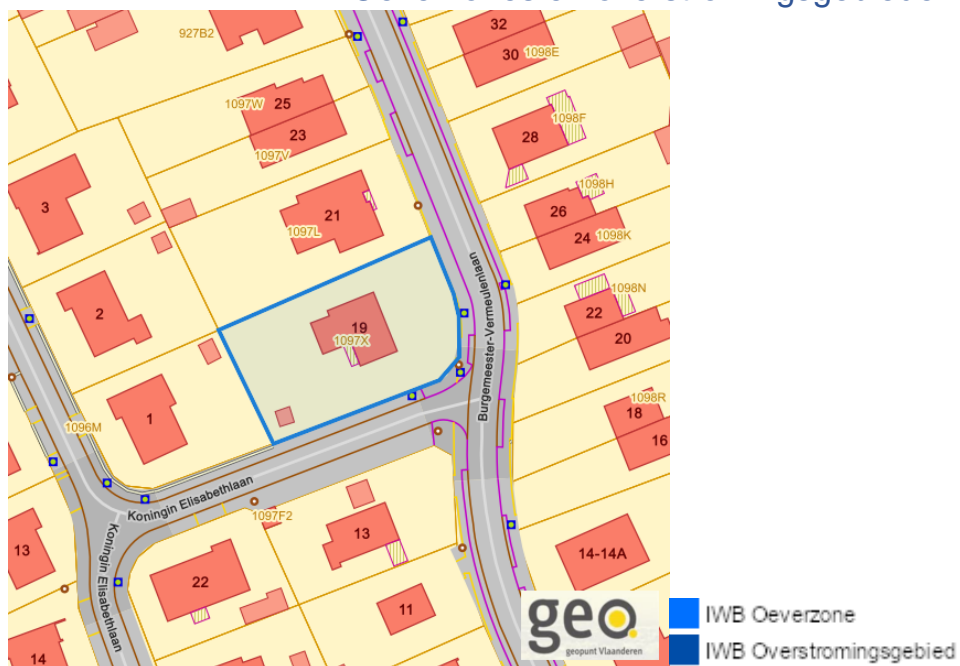 927B2
32
30
1098E
1097W
25
23
1097V
28
1098F
3
21
1097L
1098H
26
24
1098K
2
19
1097X
Burgemeester-Vermeulenlaan
1098N
22
20
1
1096M
1098R
18
16
Koningin Elisabethlaan
Koningin Elisabethlaan
1097F2
13
13
14-14A
22
11
14
geo
geopunt Vlaanderen
IWB Oeverzone
IWB Overstromingsgebied